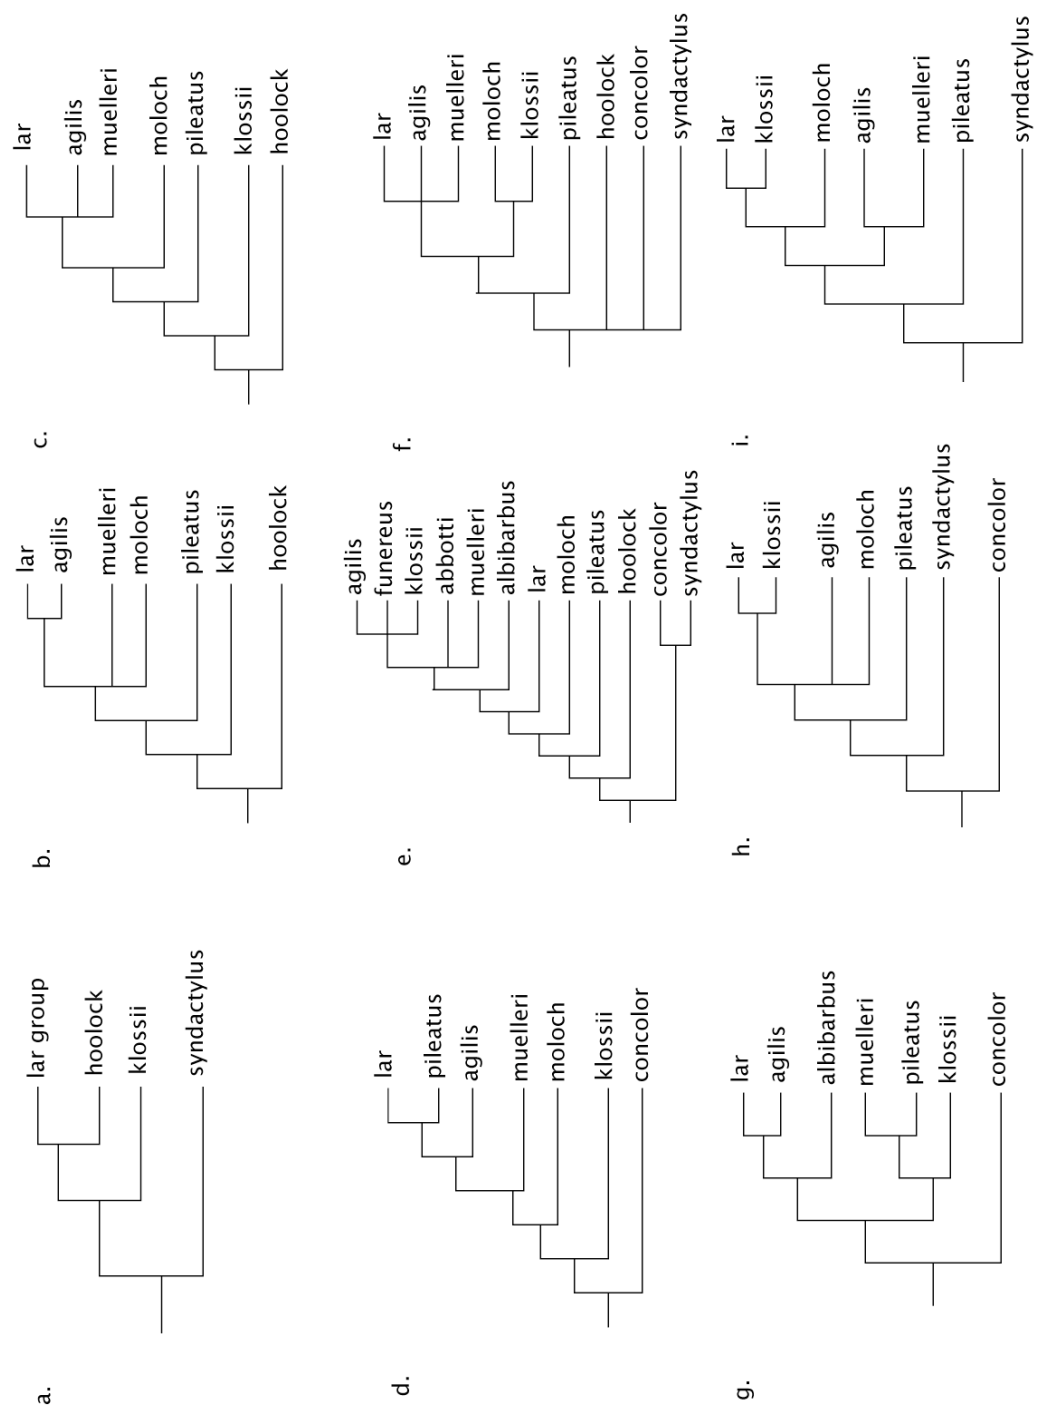 a.
lar group
hoolock
klossii
syndactylus
b.
lar
agilis
muelleri
moloch
pileatus
klossii
hoolock
c.
lar
agilis
muelleri
moloch
pileatus
klossii
hoolock
d.
lar
pileatus
agilis
muelleri
moloch
klossii
concolor
e.
agilis
funereus
klossii
abbotti
muelleri
albibarbus
lar
moloch
pileatus
hoolock
concolor
syndactylus
f.
lar
agilis
muelleri
moloch
klossii
pileatus
hoolock
concolor
syndactylus
g.
lar
agilis
albibarbus
muelleri
pileatus
klossii
concolor
h.
lar
klossii
agilis
moloch
pileatus
syndactylus
concolor
i.
lar
klossii
moloch
agilis
muelleri
pileatus
syndactylus